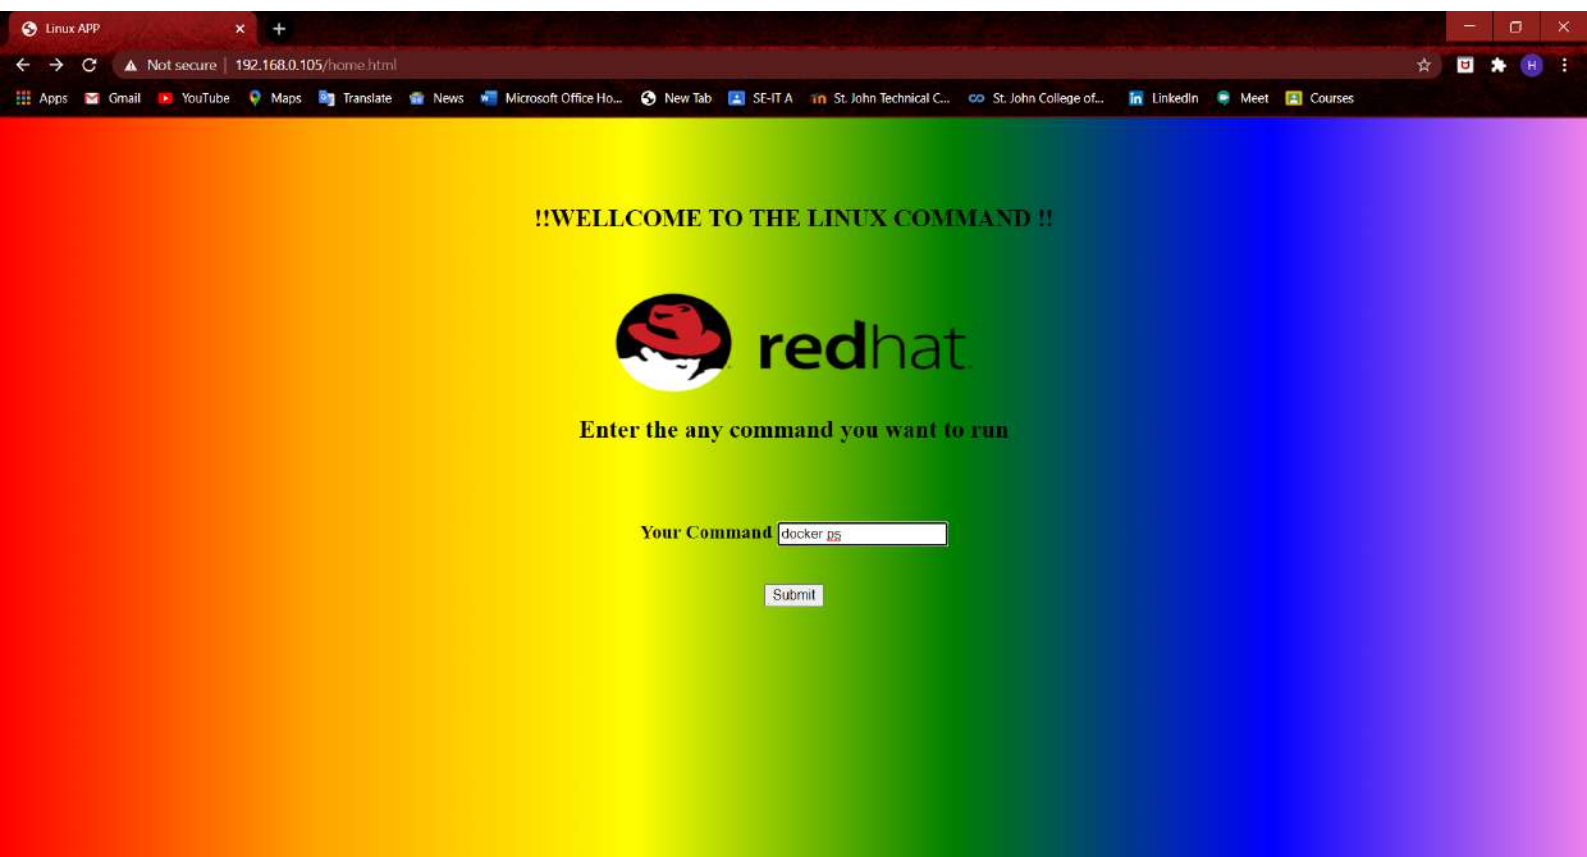 Linux APP
Not secure | 192.168.0.105/home.html
H
Apps Gmail YouTube Maps Translate News Microsoft Office Ho... New Tab SE-IT A St. John Technical C... St. John College of... LinkedIn Meet Courses
!!WELLCOME TO THE LINUX COMMAND !!
redhat.
Enter the any command you want to run
Your Command docker ps
Submit